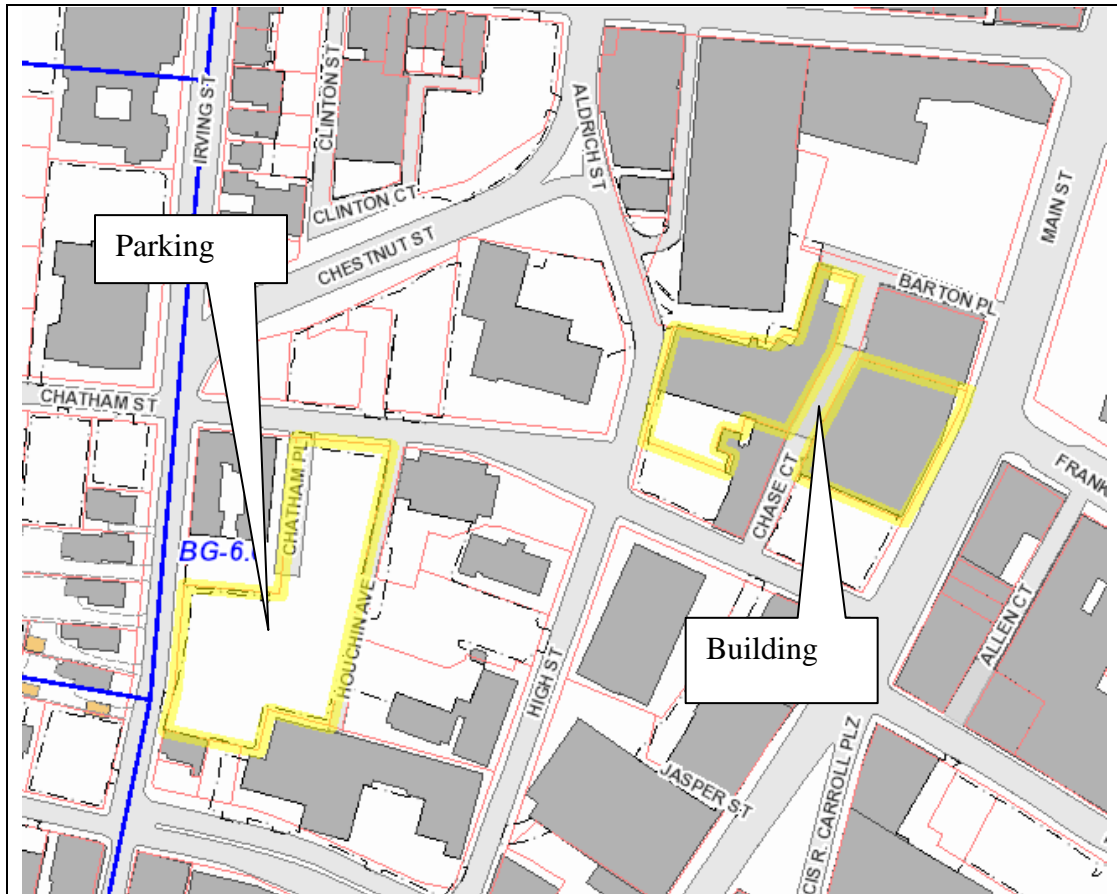 IRVING ST
CLINTON ST
ALDRICH ST
MAIN ST
CLINTON CT
Parking
CHESTNUT ST
BARTON PL
CHATHAM ST
CHATHAM PL
CHASE CT
FRANK
BG-6.
HOUCHIN AVE
ALLEN CT
Building
HIGH ST
JASPER ST
CIS R. CARROLL PLZ